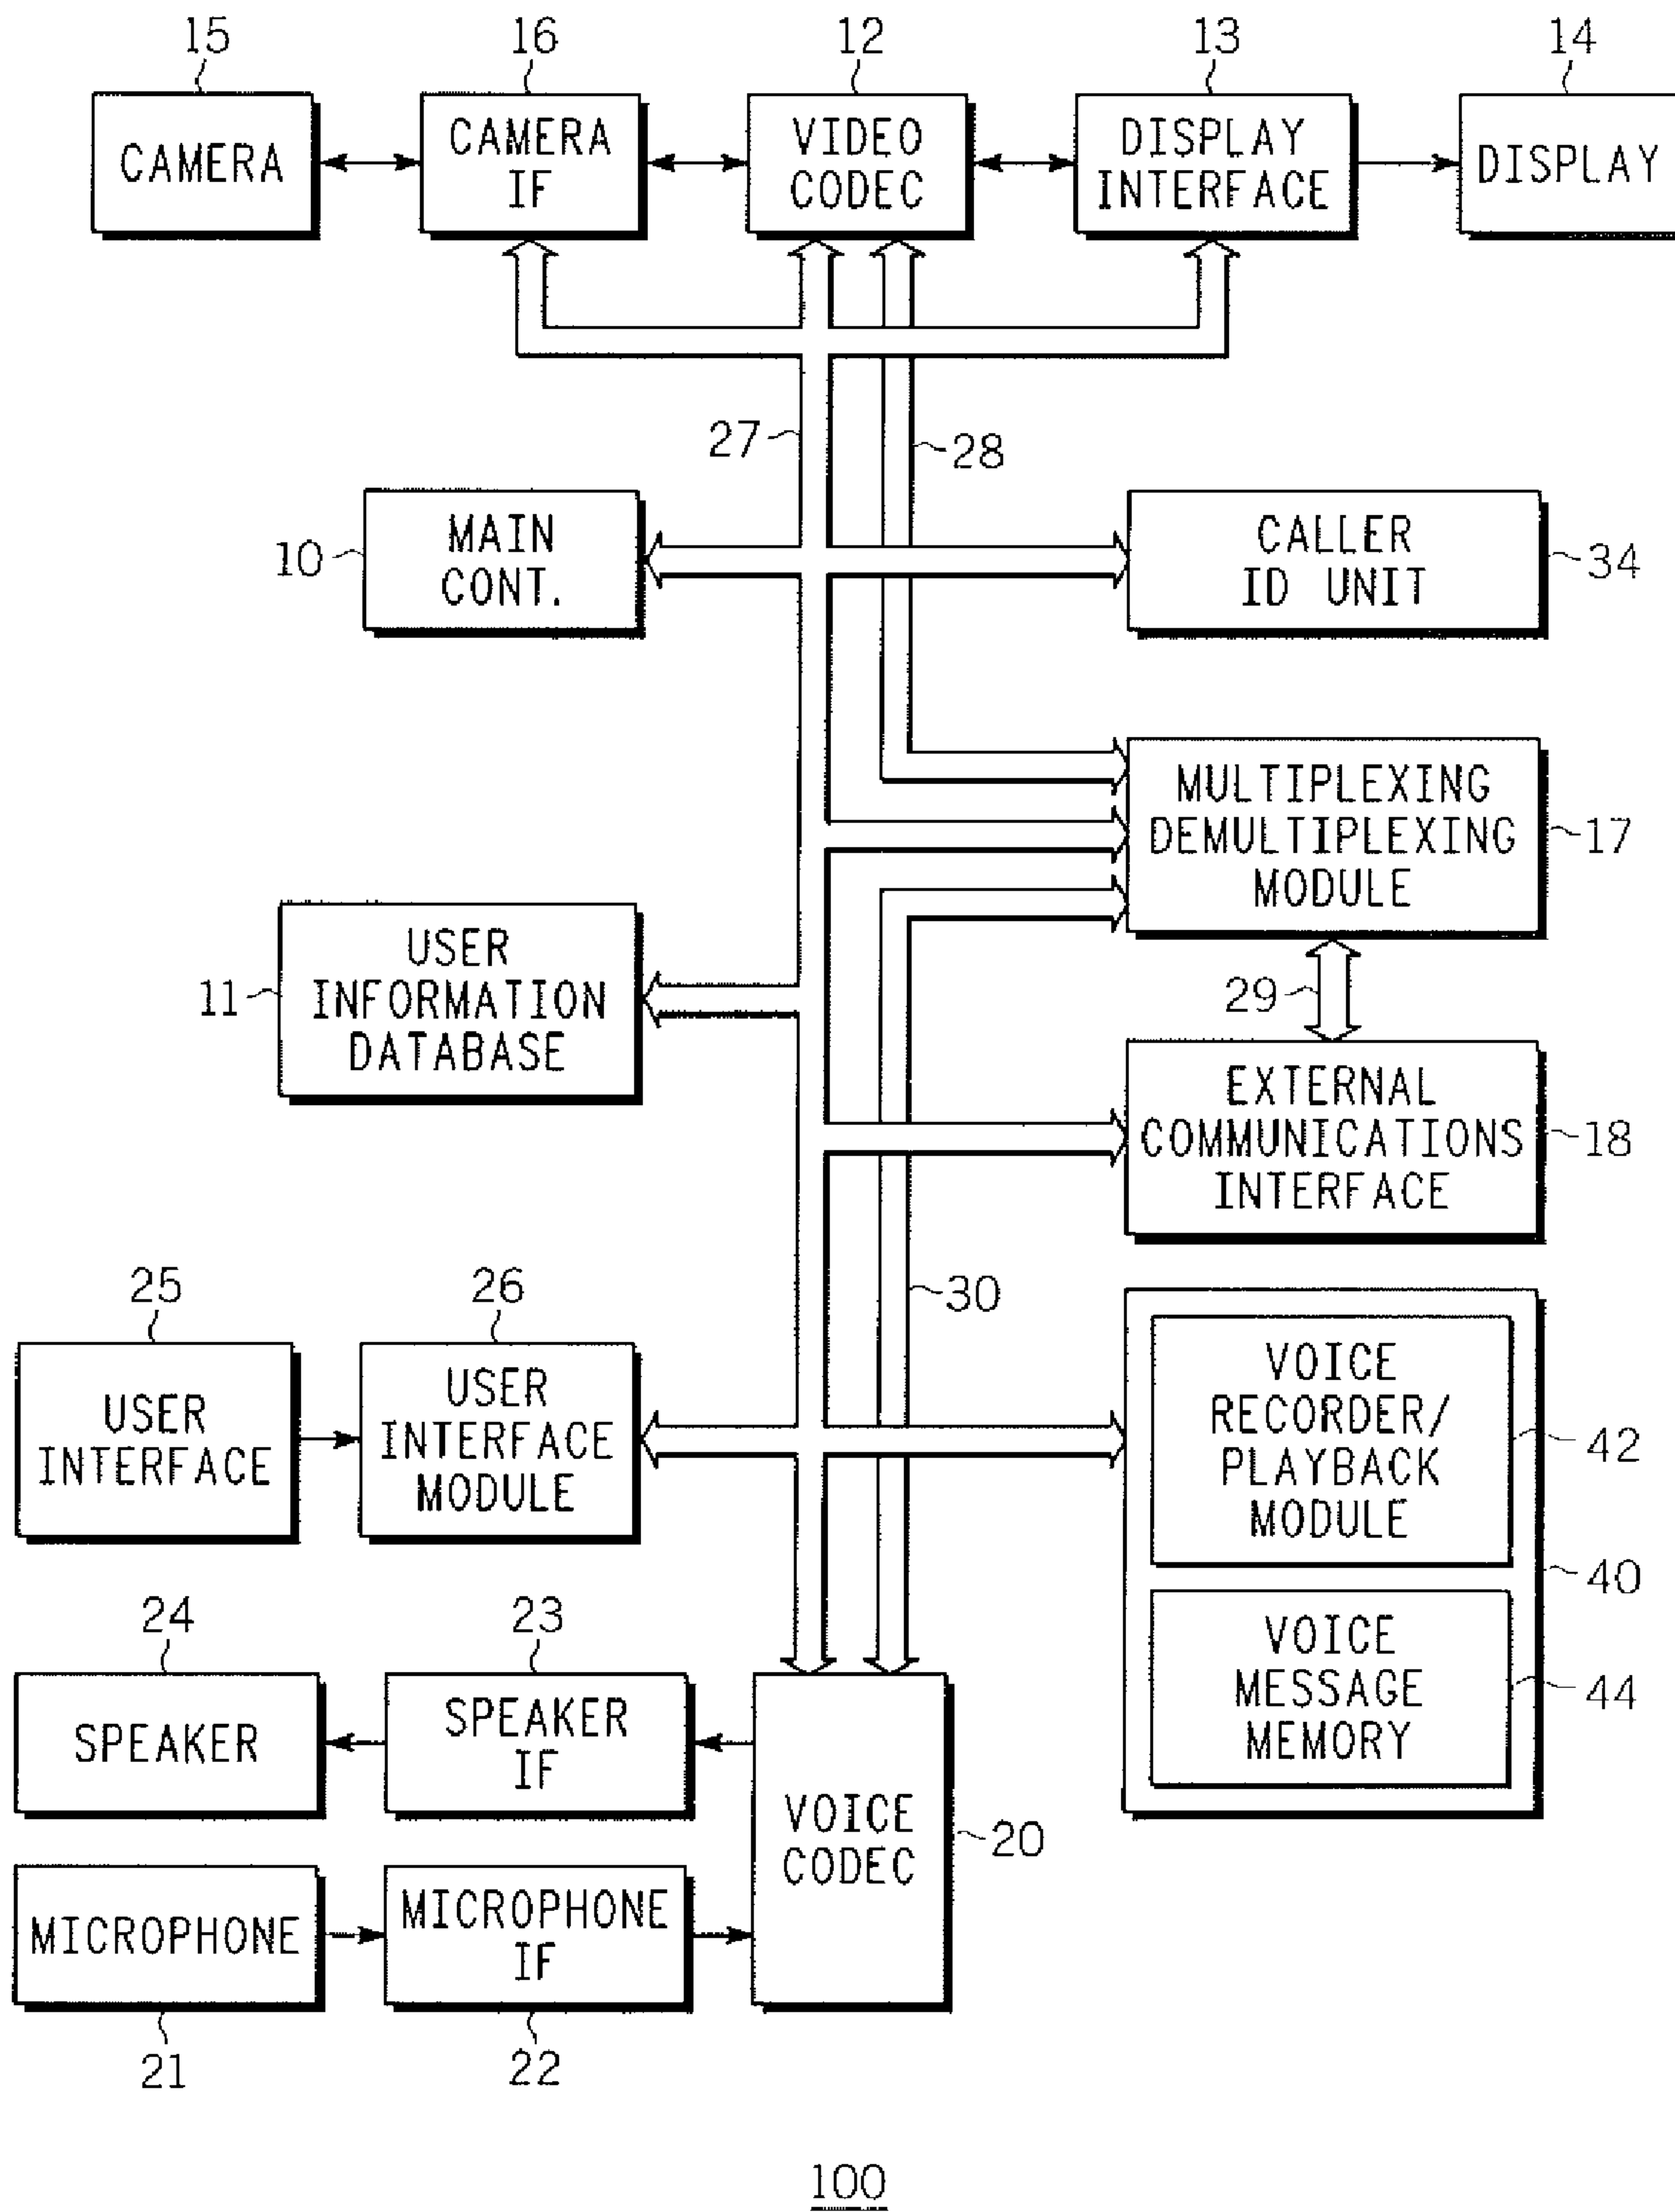 15
16
12
13
14
CAMERA
CAMERA
IF
VIDEO
CODEC
DISPLAY
INTERFACE
DISPLAY
27
28
10
MAIN
CONT.
CALLER
ID UNIT
34
MULTIPLEXING
DEMULTIPLEXING
MODULE
17
11
USER
INFORMATION
DATABASE
29
EXTERNAL
COMMUNICATIONS
INTERFACE
18
25
26
30
USER
INTERFACE
USER
INTERFACE
MODULE
VOICE
RECORDER/
PLAYBACK
MODULE
42
40
VOICE
MESSAGE
MEMORY
44
24
23
SPEAKER
SPEAKER
IF
VOICE
CODEC
20
MICROPHONE
MICROPHONE
IF
21
22
100